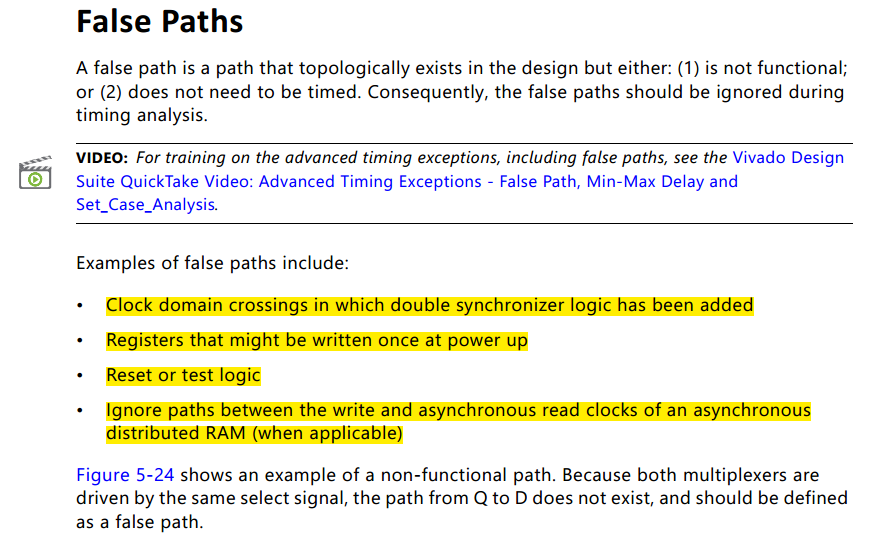 False Paths
A false path is a path that topologically exists in the design but either: (1) is not functional;
or (2) does not need to be timed. Consequently, the false paths should be ignored during
timing analysis.
VIDEO: For training on the advanced timing exceptions, including false paths, see the Vivado Design
Suite QuickTake Video: Advanced Timing Exceptions - False Path, Min-Max Delay and
Set_Case_Analysis.
Examples of false paths include:
• Clock domain crossings in which double synchronizer logic has been added
• Registers that might be written once at power up
• Reset or test logic
• Ignore paths between the write and asynchronous read clocks of an asynchronous
distributed RAM (when applicable)
Figure 5-24 shows an example of a non-functional path. Because both multiplexers are
driven by the same select signal, the path from Q to D does not exist, and should be defined
as a false path.